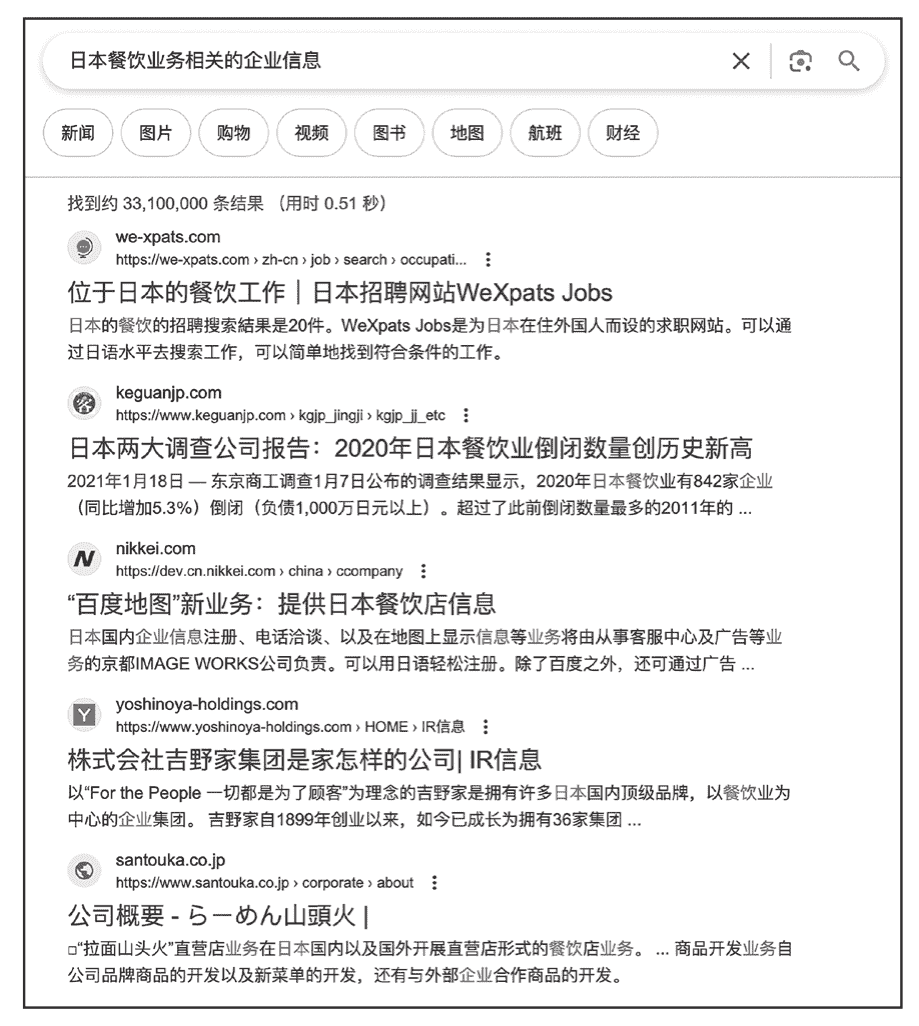 日本餐饮业务相关的企业信息
新闻
图片
购物
视频
图书
地图
航班
财经
找到约 33,100,000 条结果 （用时 0.51 秒）
we-xpats.com
https://we-xpats.com › zh-cn › job › search › occupati...
位于日本的餐饮工作｜日本招聘网站WeXpats Jobs
日本的餐饮的招聘搜索結果是20件。WeXpats Jobs是为日本在住外国人而设的求职网站。可以通
过日语水平去搜索工作，可以简单地找到符合条件的工作。
keguanjp.com
https://www.keguanjp.com › kgjp_jingji › kgjp_jj_etc
日本两大调查公司报告：2020年日本餐饮业倒闭数量创历史新高
2021年1月18日 — 东京商工调查1月7日公布的调查结果显示，2020年日本餐饮业有842家企业
（同比增加5.3%）倒闭（负债1,000万日元以上）。超过了此前倒闭数量最多的2011年的 ...
N
nikkei.com
https://dev.cn.nikkei.com › china › ccompany
“百度地图”新业务：提供日本餐饮店信息
日本国内企业信息注册、电话洽谈、以及在地图上显示信息等业务将由从事客服中心及广告等业
务的京都IMAGE WORKS公司负责。可以用日语轻松注册。除了百度之外，还可通过广告 ...
Y
yoshinoya-holdings.com
https://www.yoshinoya-holdings.com › HOME › IR信息
株式会社吉野家集团是家怎样的公司| IR信息
以“For the People 一切都是为了顾客”为理念的吉野家是拥有许多日本国内顶级品牌，以餐饮业为
中心的企业集团。 吉野家自1899年创业以来，如今已成长为拥有36家集团 ...
santouka.co.jp
https://www.santouka.co.jp › corporate › about
公司概要 - らーめん山頭火 |
□“拉面山头火”直营店业务在日本国内以及国外开展直营店形式的餐饮店业务。 ... 商品开发业务自
公司品牌商品的开发以及新菜单的开发，还有与外部企业合作商品的开发。